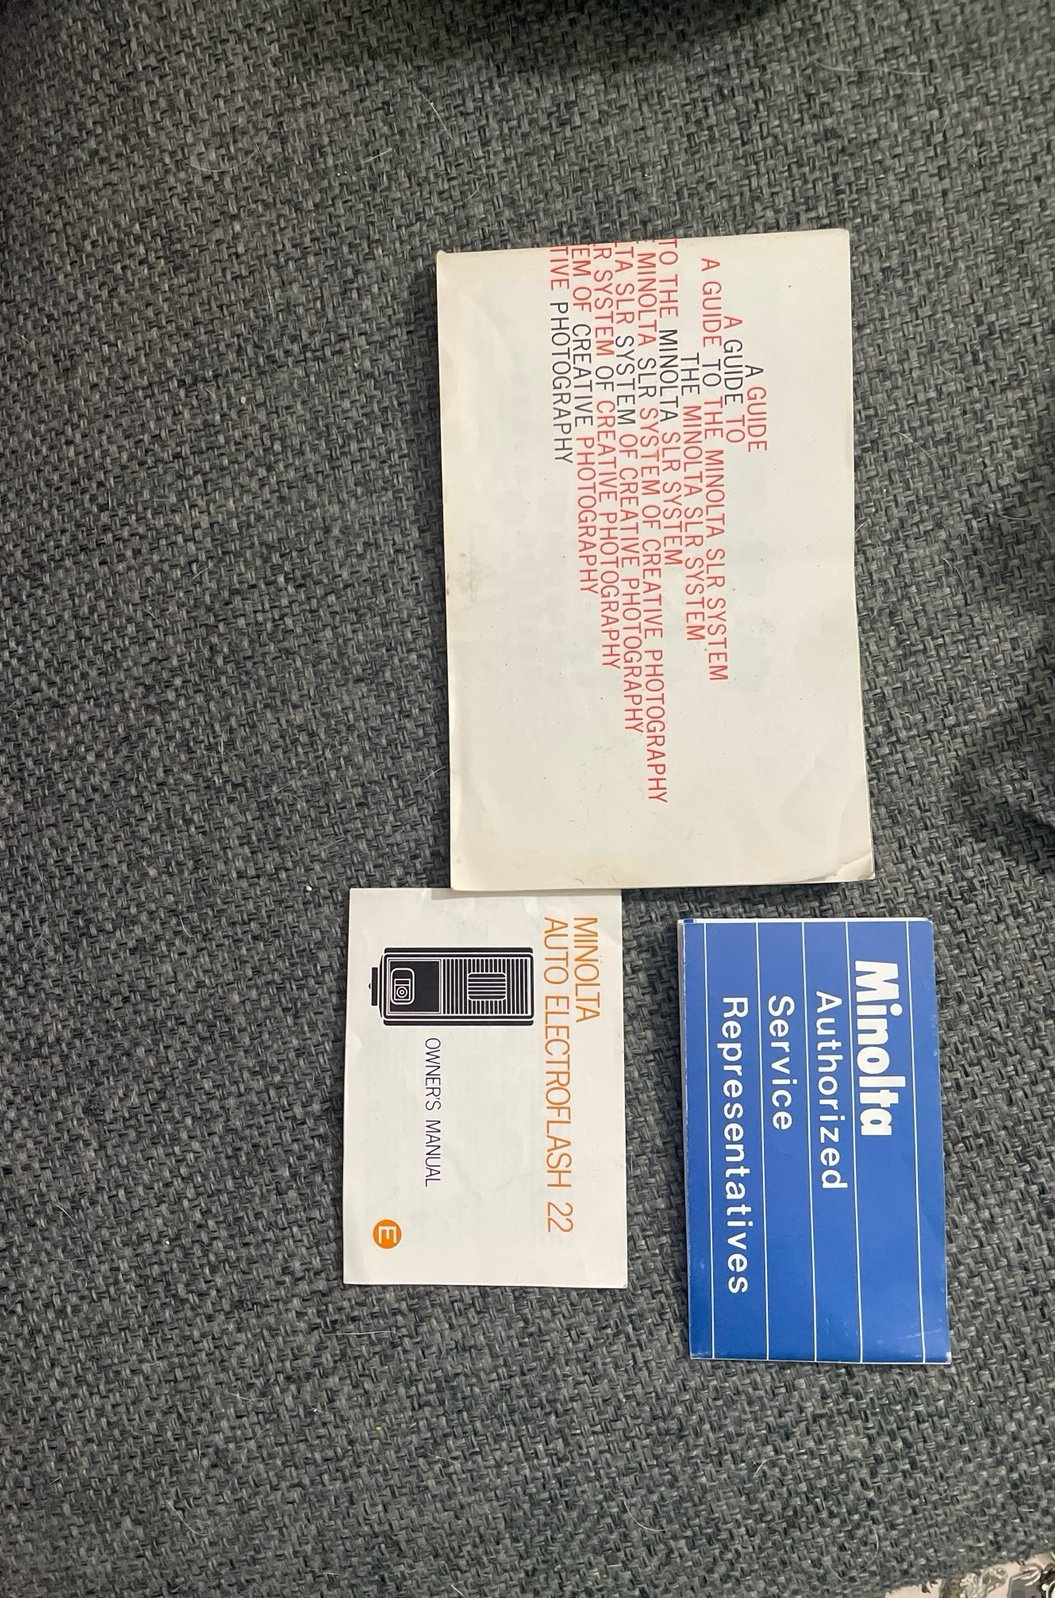 A GUIDE
A GUIDE TO
A GUIDE TO THE MINOLTA SLR SYSTEM
THE MINOLTA SLR SYSTEM
TO THE MINOLTA SLR SYSTEM
E MINOLTA SLR SYSTEM OF CREATIVE PHOTOGRAPHY
LTA SLR SYSTEM OF CREATIVE PHOTOGRAPHY
R SYSTEM OF CREATIVE PHOTOGRAPHY
EM OF CREATIVE PHOTOGRAPHY
TIVE PHOTOGRAPHY
Minolta
Authorized
Service
Representatives
MINOLTA
AUTO ELECTROFLASH 22
OWNER'S MANUAL
E